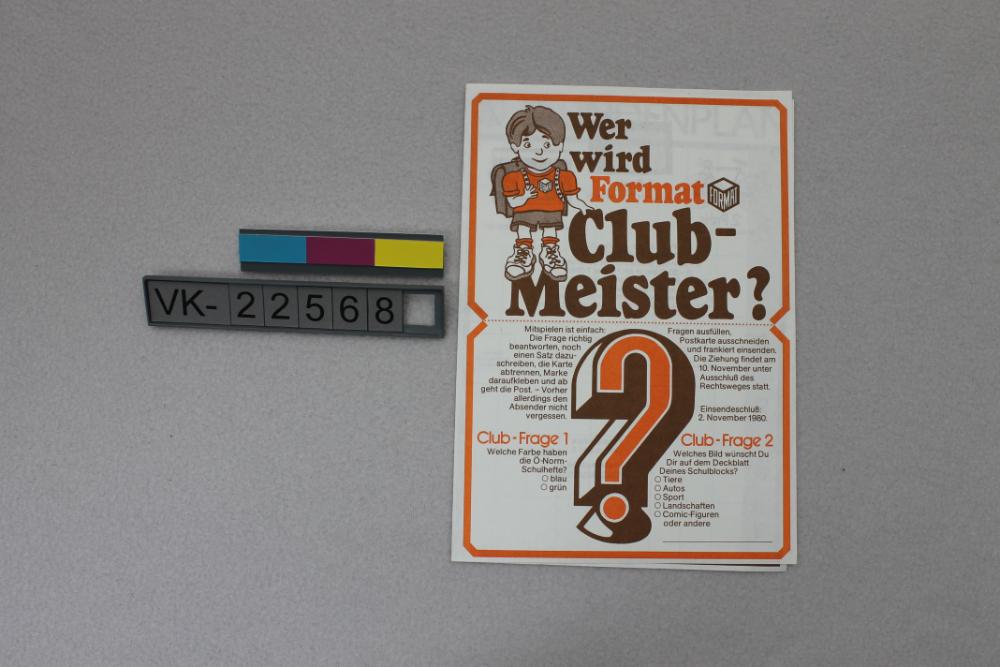 VK-22568
Wer
wird
Format
FORMAT
Club-
Meister?
Mitspielen ist einfach:
Die Frage richtig
beantworten, noch
einen Satz dazu-
schreiben, die Karte
abtrennen, Marke
daraufkleben und ab
geht die Post. – Vorher
allerdings den
Absender nicht
vergessen.
Fragen ausfüllen,
Postkarte ausschneiden
und frankiert einsenden.
Die Ziehung findet am
10. November unter
Ausschluß des
Rechtsweges statt.
Einsendeschluß:
2. November 1980.
?
Club-Frage 1
Welche Farbe haben
die Ö-Norm-
Schulhefte?
blau
grün
Club-Frage 2
Welches Bild wünscht Du
Dir auf dem Deckblatt
Deines Schulblocks?
Tiere
Autos
Sport
Landschaften
Comic-Figuren
oder andere